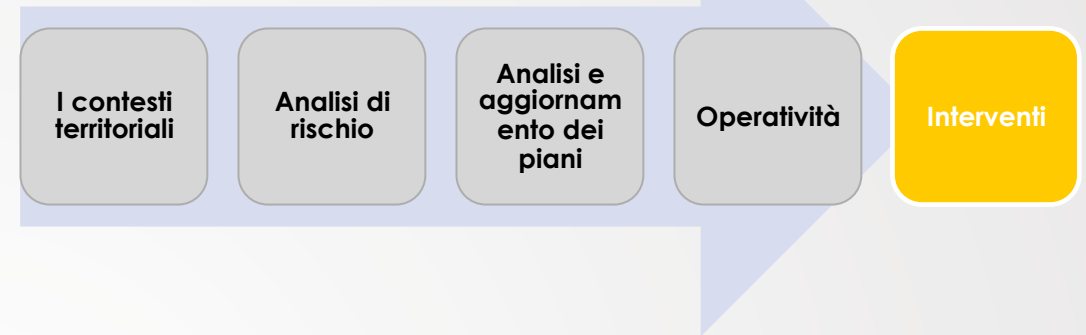 I contesti
territoriali
Analisi di
rischio
Analisi e
aggiornam
ento dei
piani
Operatività
Interventi